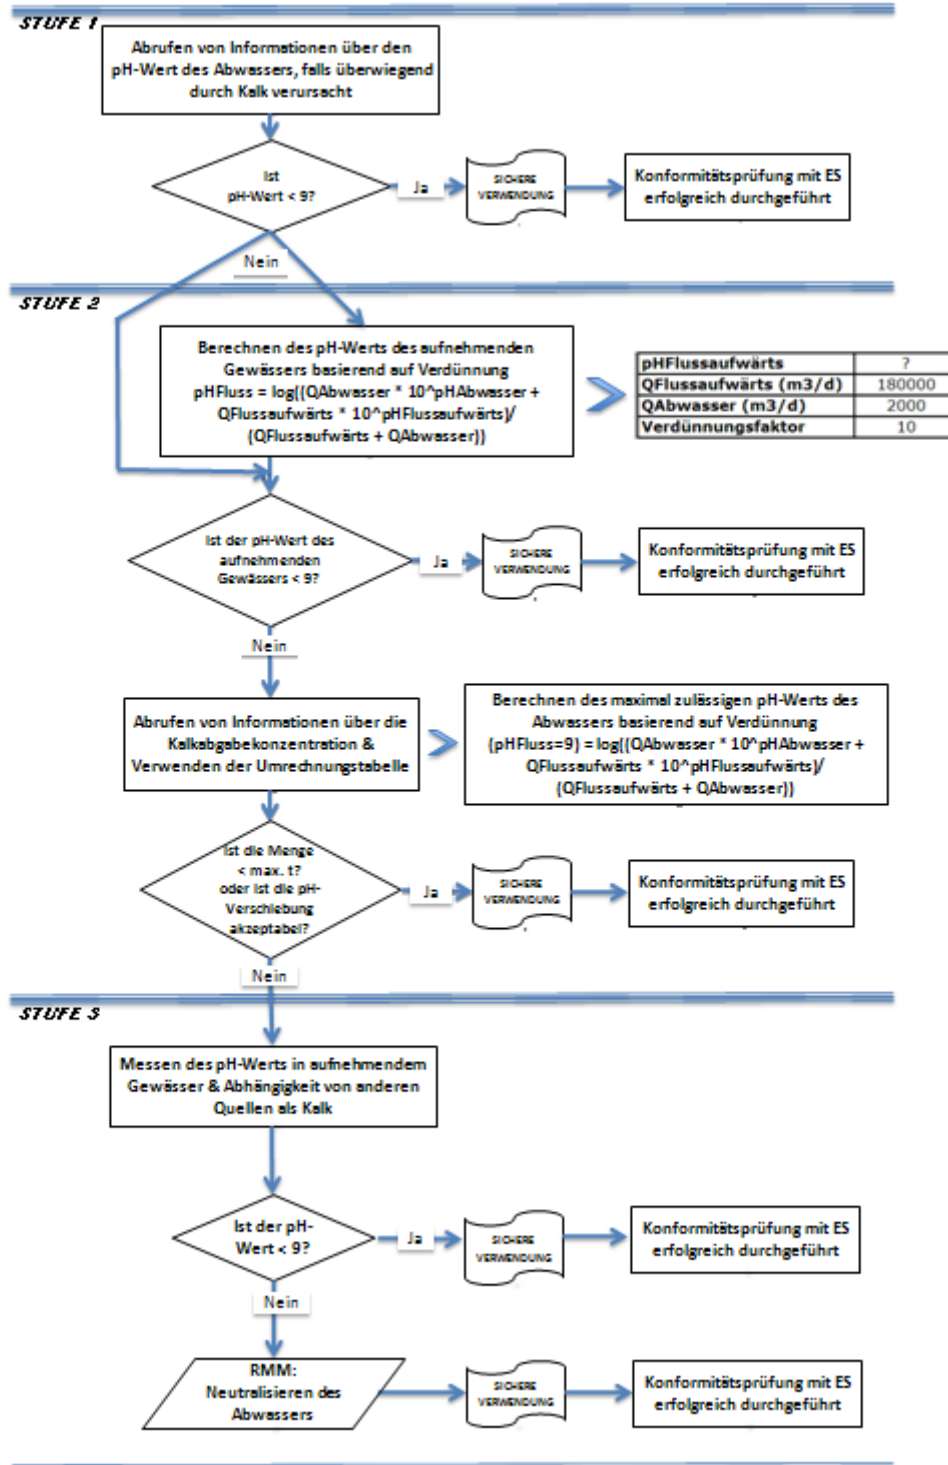 STUFE 1
Abrufen von Informationen über den
pH-Wert des Abwassers, falls überwiegend
durch Kalk verursacht
Ist
pH-Wert < 9?
Ja
SICHERE
VERWENDUNG
Konformitätsprüfung mit ES
erfolgreich durchgeführt
Nein
STUFE 2
Berechnen des pH-Werts des aufnehmenden
Gewässers basierend auf Verdünnung
pHFluss = log((QAbwasser * 10^pHAbwasser +
QFlussaufwärts * 10^pHFlussaufwärts)/
(QFlussaufwärts + QAbwasser))
pHFlussaufwärts ?
QFlussaufwärts (m3/d) 180000
QAbwasser (m3/d) 2000
Verdünnungsfaktor 10
Ist der pH-Wert des
aufnehmenden
Gewässers < 9?
Ja
SICHERE
VERWENDUNG
Konformitätsprüfung mit ES
erfolgreich durchgeführt
Nein
Abrufen von Informationen über die
Kalkabgabekonzentration &
Verwenden der Umrechnungstabelle
Berechnen des maximal zulässigen pH-Werts des
Abwassers basierend auf Verdünnung
(pHFluss=9) = log((QAbwasser * 10^pHAbwasser +
QFlussaufwärts * 10^pHFlussaufwärts)/
(QFlussaufwärts + QAbwasser))
Ist die Menge
< max. t?
oder ist die pH-
Verschiebung
akzeptabel?
Ja
SICHERE
VERWENDUNG
Konformitätsprüfung mit ES
erfolgreich durchgeführt
Nein
STUFE 3
Messen des pH-Werts in aufnehmendem
Gewässer & Abhängigkeit von anderen
Quellen als Kalk
Ist der pH-
Wert < 9?
Ja
SICHERE
VERWENDUNG
Konformitätsprüfung mit ES
erfolgreich durchgeführt
Nein
RMM:
Neutralisieren des
Abwassers
SICHERE
VERWENDUNG
Konformitätsprüfung mit ES
erfolgreich durchgeführt